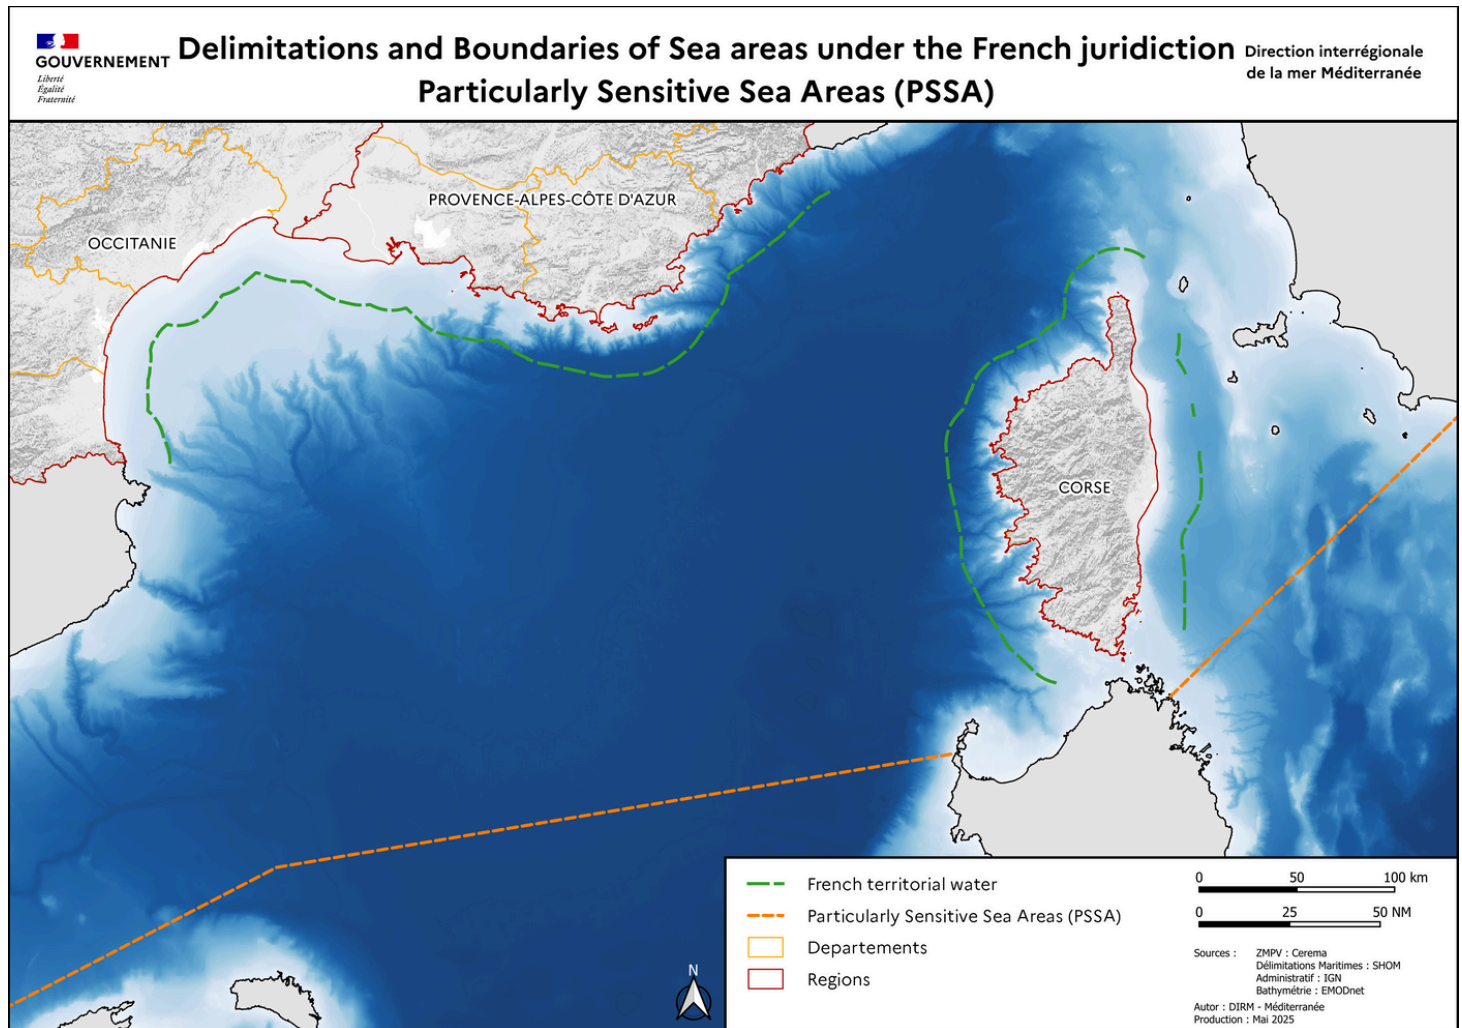 GOUVERNEMENT
Liberté
Égalité
Fraternité
Delimitations and Boundaries of Sea areas under the French juridiction
Particularly Sensitive Sea Areas (PSSA)
Direction interrégionale
de la mer Méditerranée
PROVENCE-ALPES-CÔTE D'AZUR
OCCITANIE
CORSE
French territorial water
Particularly Sensitive Sea Areas (PSSA)
Departements
Regions
0 50 100 km
0 25 50 NM
N
Sources : ZMPV : Cerema
Délimitations Maritimes : SHOM
Administratif : IGN
Bathymétrie : EMODnet
Autor : DIRM - Méditerranée
Production : Mai 2025